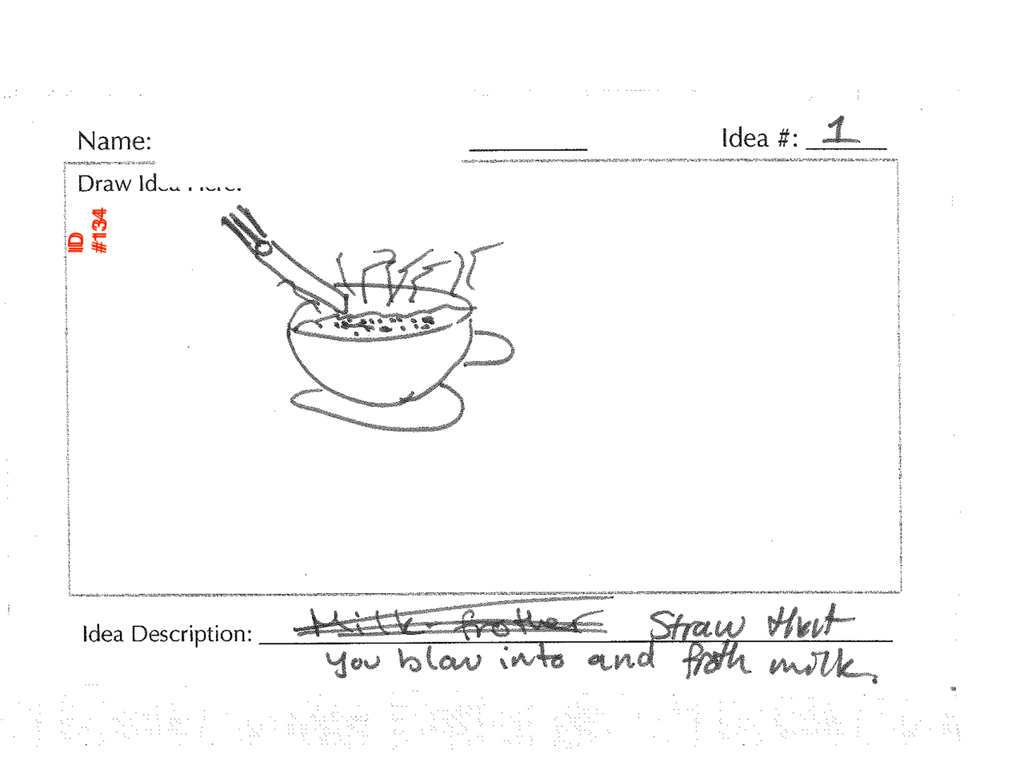 Name:
Idea #: 1
Draw Idea Here:
ID
#134
Idea Description: Milk frother Straw that
you blow into and froth milk.